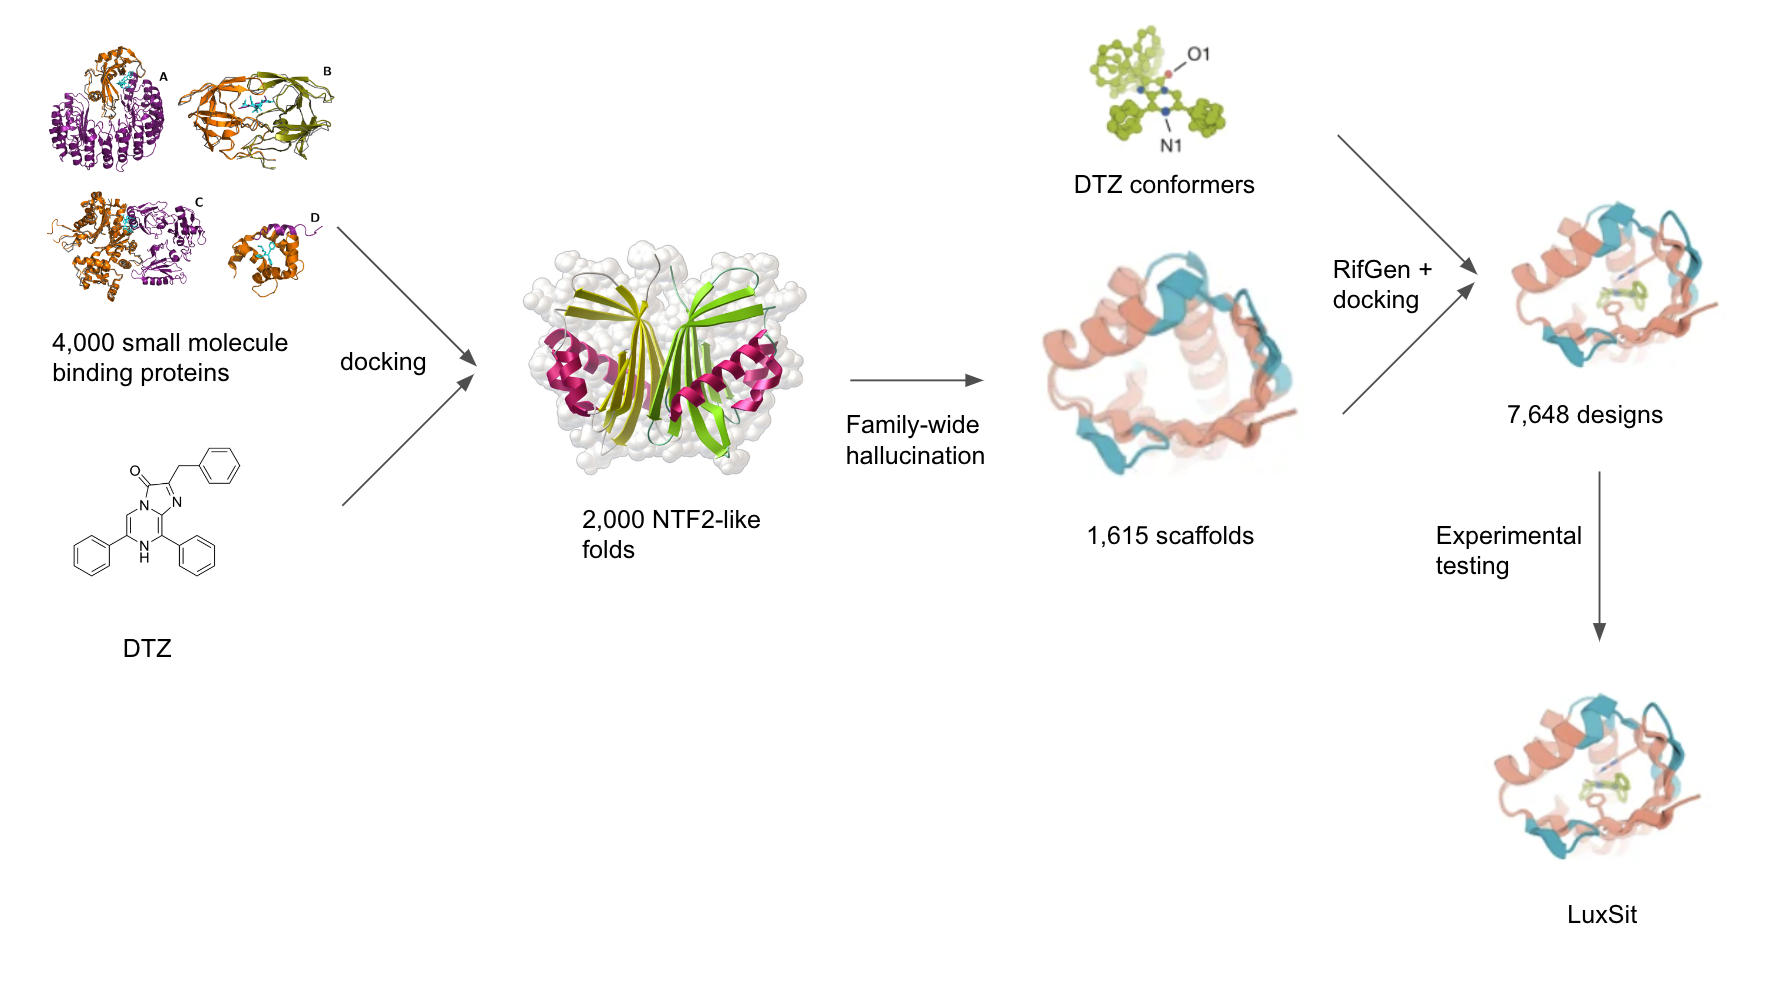 A
B
C
D
4,000 small molecule
binding proteins
docking
O
N
N
N
H
DTZ
2,000 NTF2-like
folds
Family-wide
hallucination
O1
N1
DTZ conformers
1,615 scaffolds
RifGen +
docking
7,648 designs
Experimental
testing
LuxSit